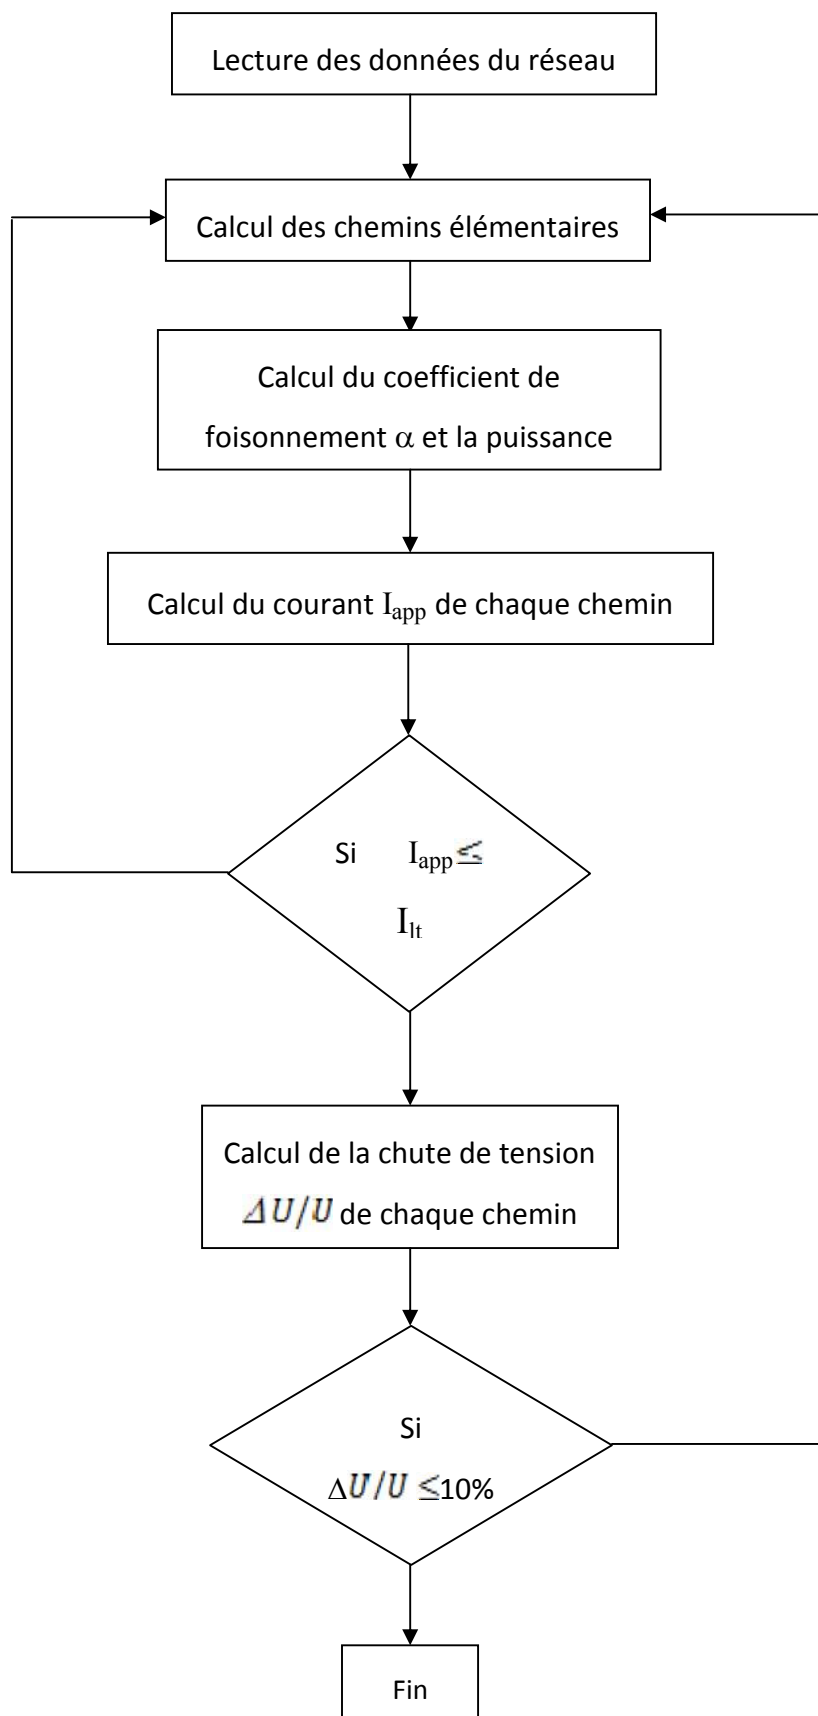 Lecture des données du réseau
Calcul des chemins élémentaires
Calcul du coefficient de
foisonnement α et la puissance
Calcul du courant Iapp de chaque chemin
Si Iapp ≤
Ilt
Calcul de la chute de tension
ΔU/U de chaque chemin
Si
ΔU/U ≤10%
Fin